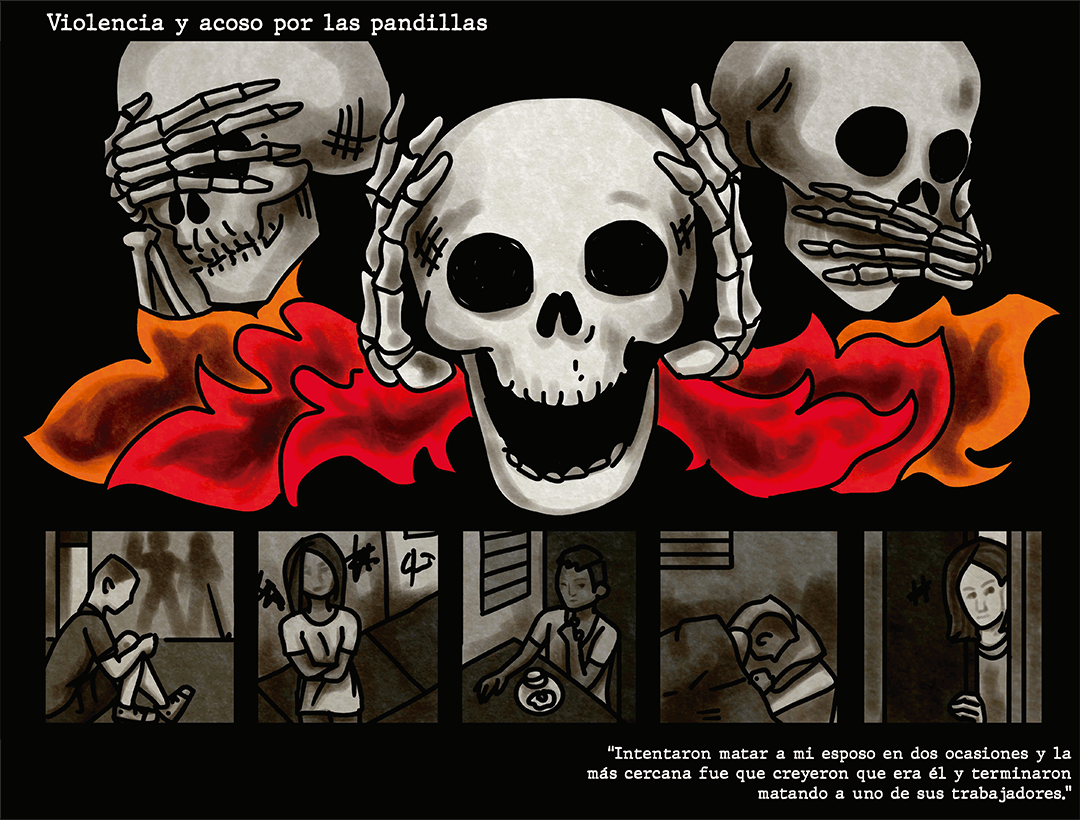 Violencia y acoso por las pandillas
“Intentaron matar a mi esposo en dos ocasiones y la
más cercana fue que creyeron que era él y terminaron
matando a uno de sus trabajadores."